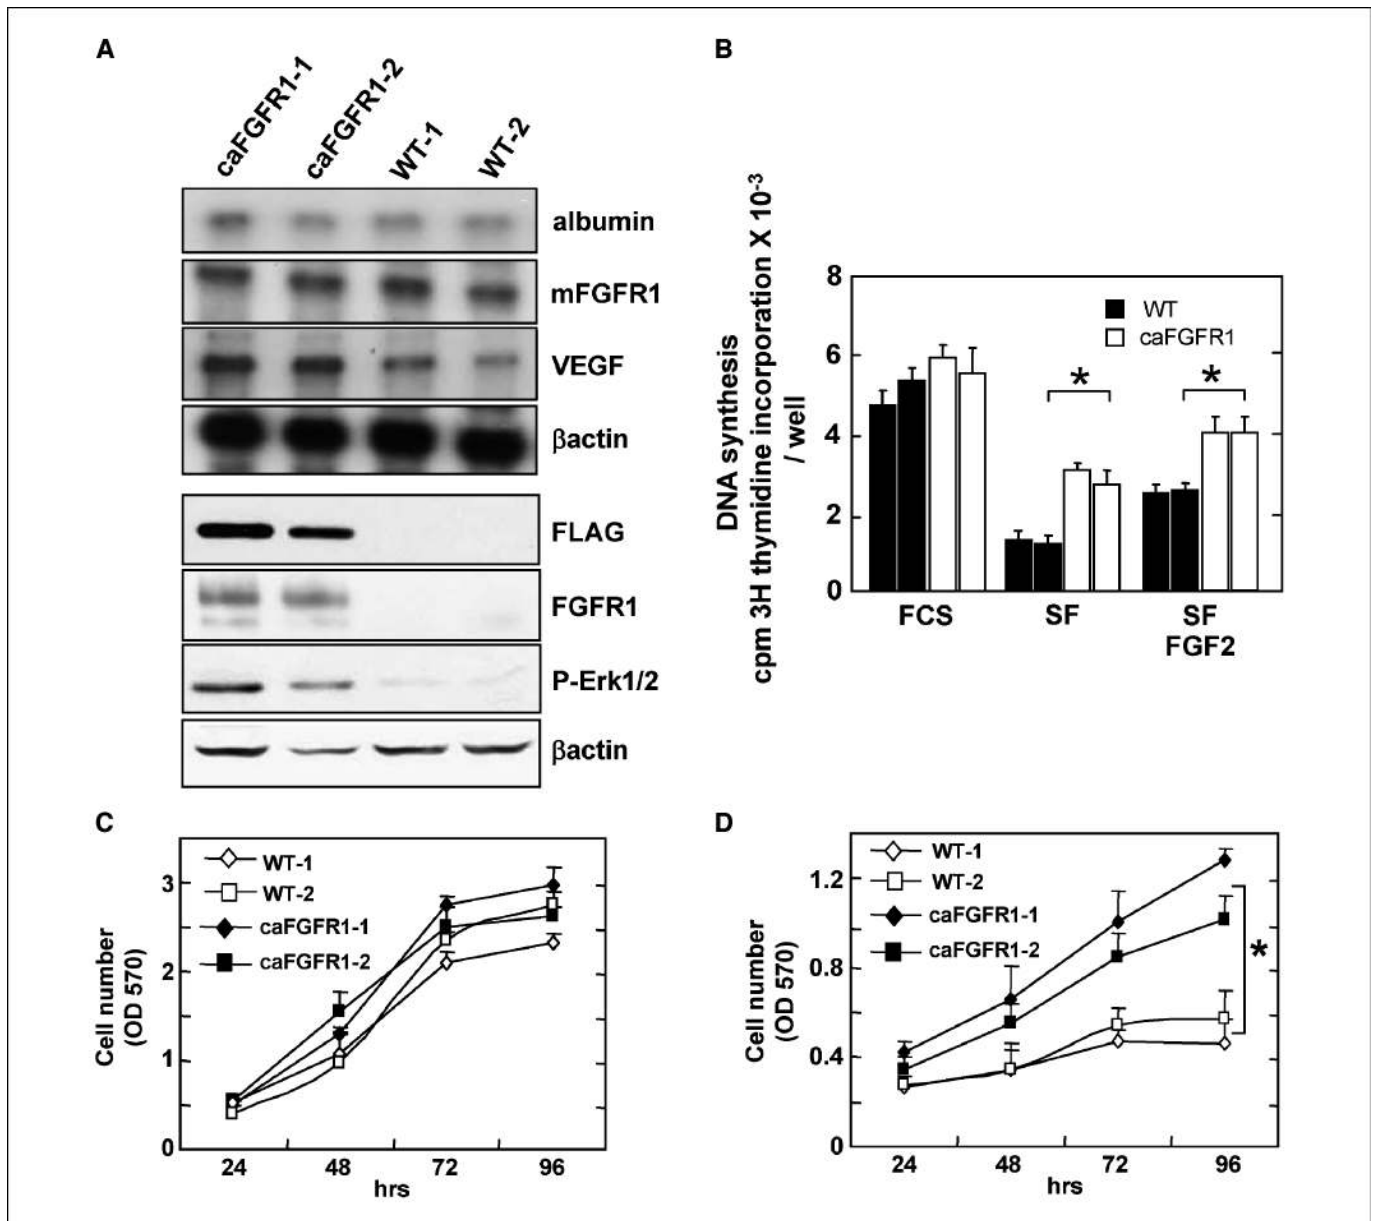 A
caFGFR1-1
caFGFR1-2
WT-1
WT-2
albumin
mFGFR1
VEGF
βactin
FLAG
FGFR1
P-Erk1/2
βactin
B
DNA synthesis
cpm 3H thymidine incorporation X 10-3
/ well
8
6
4
2
0
WT
caFGFR1
*
*
FCS
SF
SF
FGF2
C
Cell number
(OD 570)
3
2
1
0
WT-1
WT-2
caFGFR1-1
caFGFR1-2
24
48
72
96
hrs
D
Cell number
(OD 570)
1.2
0.8
0.4
0
WT-1
WT-2
caFGFR1-1
caFGFR1-2
*
24
48
72
96
hrs